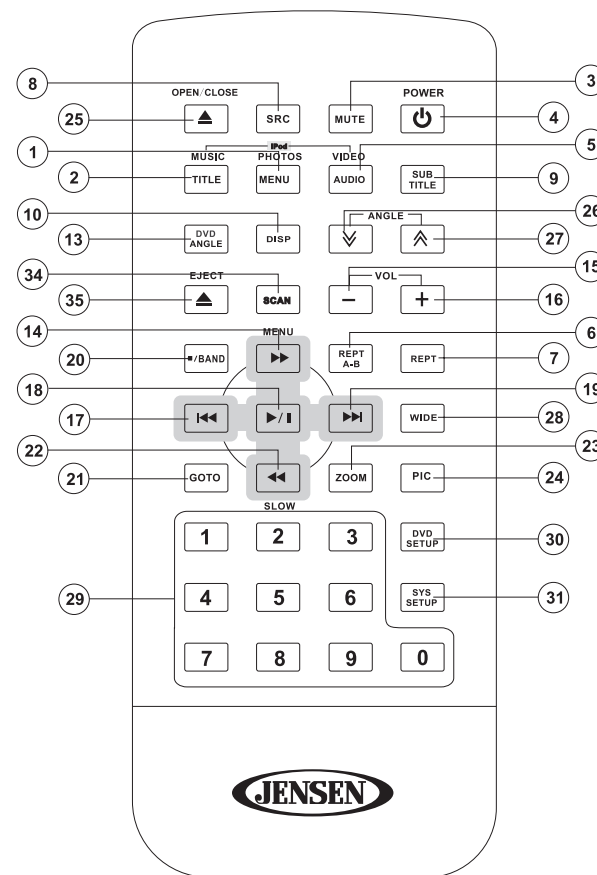 8
3
OPEN/CLOSE
POWER
25
SRC
MUTE
4
1
5
iPod
MUSIC
PHOTOS
VIDEO
2
TITLE
MENU
AUDIO
SUB
TITLE
9
10
26
ANGLE
13
DVD
ANGLE
DISP
27
34
15
EJECT
VOL
35
SCAN
− +
16
14
6
MENU
20
■/BAND
REPT
A-B
REPT
7
18
19
17
WIDE
28
22
23
21
GOTO
ZOOM
PIC
24
SLOW
1 2 3
DVD
SETUP
30
29
4 5 6
SYS
SETUP
31
7 8 9 0
JENSEN